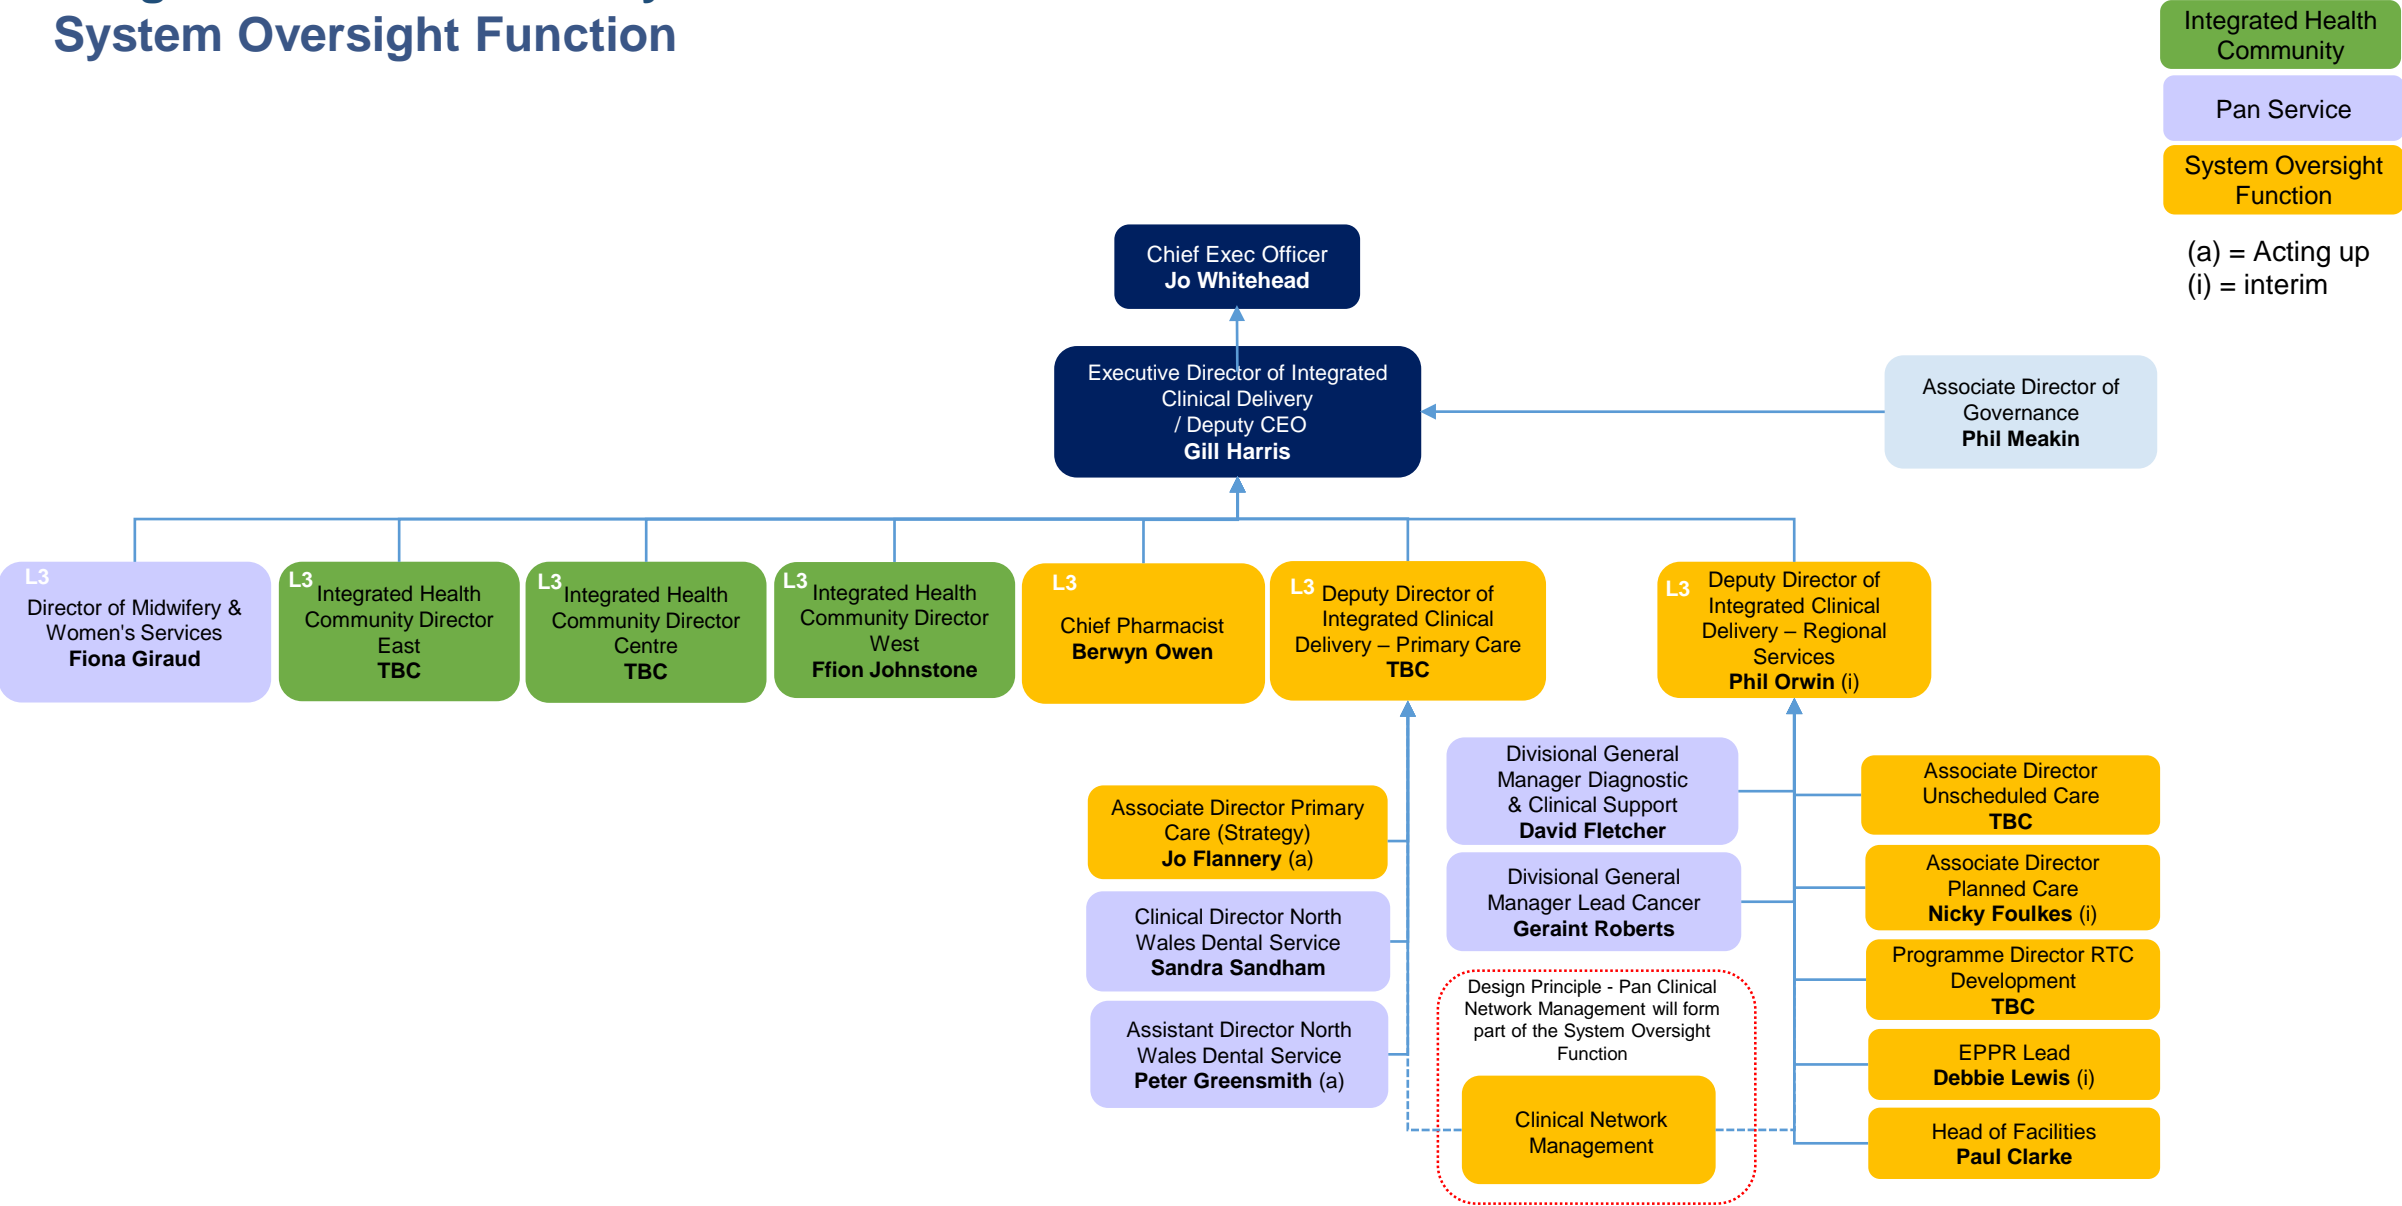 System Oversight Function
Integrated Health
Community
Pan Service
System Oversight
Function
(a) = Acting up
(i) = interim
Chief Exec Officer
Jo Whitehead
Executive Director of Integrated
Clinical Delivery
/ Deputy CEO
Gill Harris
Associate Director of
Governance
Phil Meakin
L3
Director of Midwifery &
Women's Services
Fiona Giraud
L3
Integrated Health
Community Director
East
TBC
L3
Integrated Health
Community Director
Centre
TBC
L3
Integrated Health
Community Director
West
Ffion Johnstone
L3
Chief Pharmacist
Berwyn Owen
L3
Deputy Director of
Integrated Clinical
Delivery – Primary Care
TBC
L3
Deputy Director of
Integrated Clinical
Delivery – Regional
Services
Phil Orwin (i)
Associate Director Primary
Care (Strategy)
Jo Flannery (a)
Clinical Director North
Wales Dental Service
Sandra Sandham
Assistant Director North
Wales Dental Service
Peter Greensmith (a)
Divisional General
Manager Diagnostic
& Clinical Support
David Fletcher
Divisional General
Manager Lead Cancer
Geraint Roberts
Design Principle - Pan Clinical
Network Management will form
part of the System Oversight
Function
Clinical Network
Management
Associate Director
Unscheduled Care
TBC
Associate Director
Planned Care
Nicky Foulkes (i)
Programme Director RTC
Development
TBC
EPPR Lead
Debbie Lewis (i)
Head of Facilities
Paul Clarke